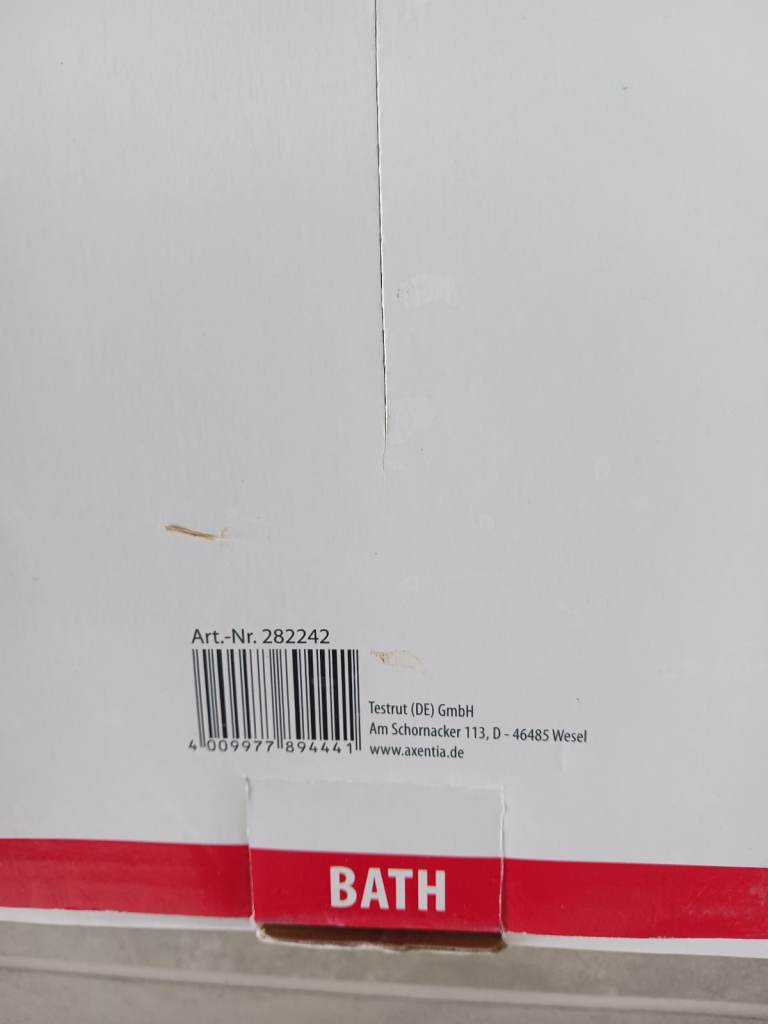 Art.-Nr. 282242
4 009977 894441
Testrut (DE) GmbH
Am Schornacker 113, D - 46485 Wesel
www.axentia.de
BATH